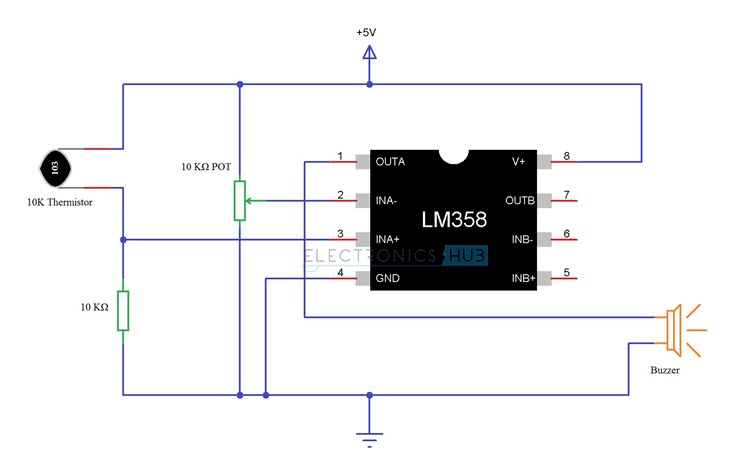 +5V
103
10K Thermistor
10 KΩ POT
10 KΩ
1 OUTA V+ 8
2 INA- OUTB 7
LM358
3 INA+ INB- 6
ELECTRONICS HUB
4 GND INB+ 5
Buzzer